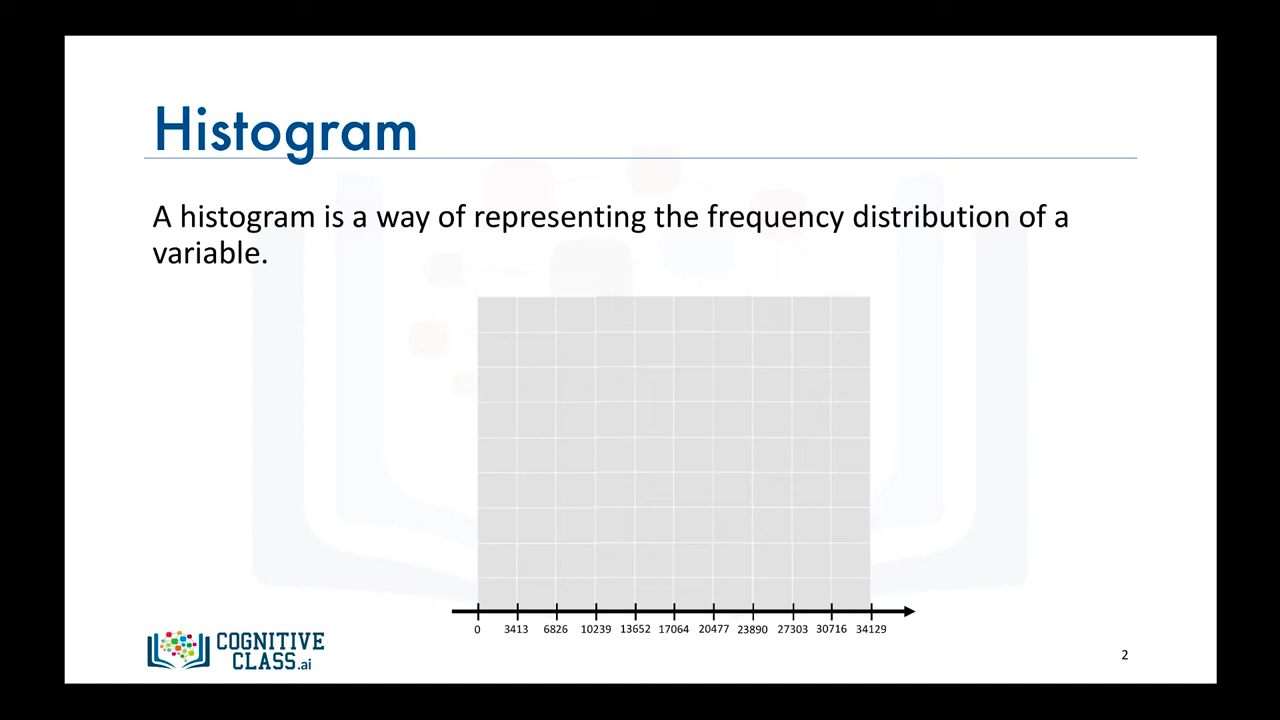 Histogram
A histogram is a way of representing the frequency distribution of a
variable.
0 3413 6826 10239 13652 17064 20477 23890 27303 30716 34129
COGNITIVE
CLASS.ai
2